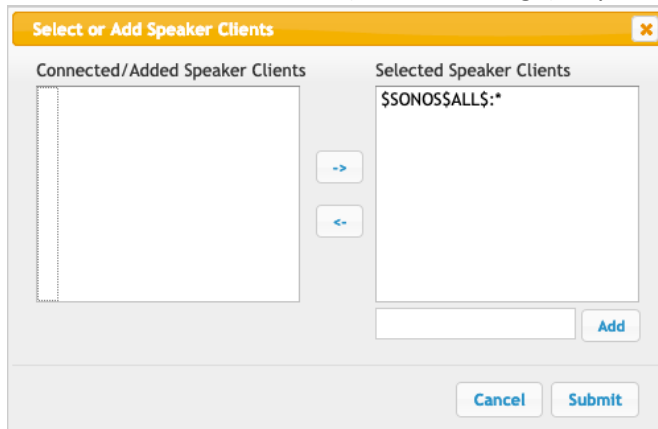 Select or Add Speaker Clients
Connected/Added Speaker Clients
Selected Speaker Clients
$SONOS$ALL$:*
->
<-
Add
Cancel
Submit